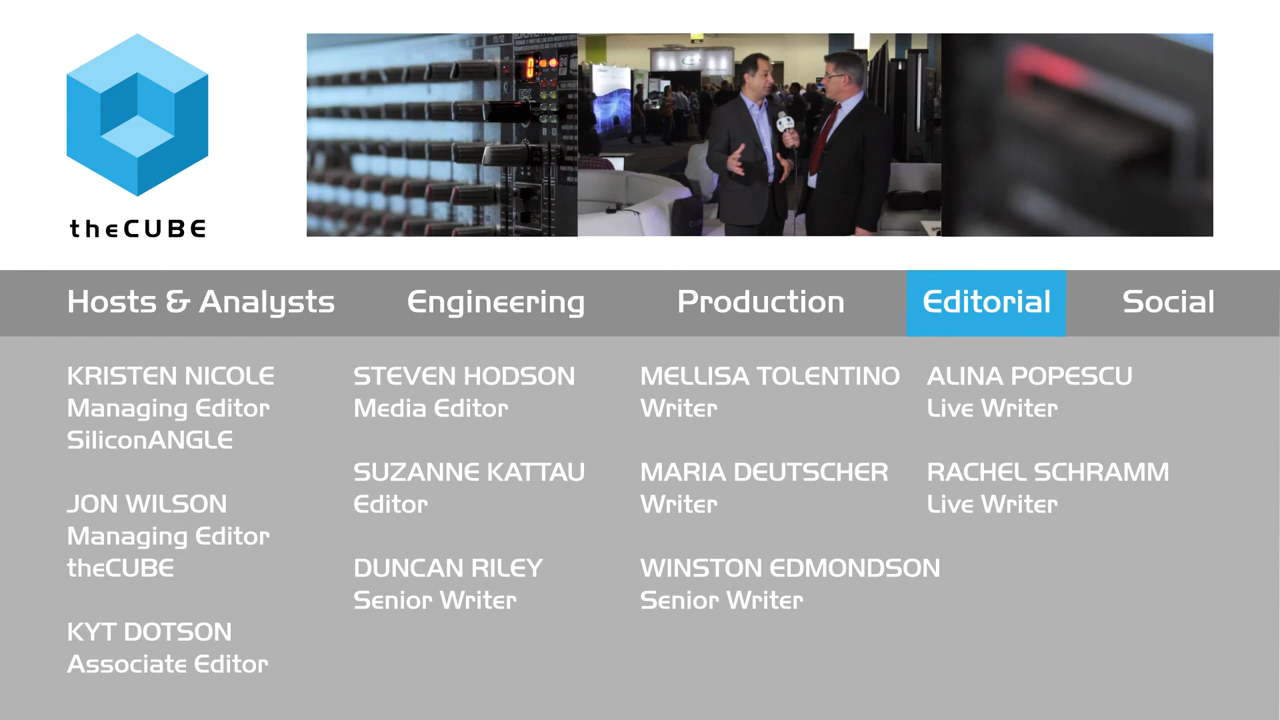 theCUBE
Hosts & Analysts
Engineering
Production
Editorial
Social
KRISTEN NICOLE
Managing Editor
SiliconANGLE
JON WILSON
Managing Editor
theCUBE
KYT DOTSON
Associate Editor
STEVEN HODSON
Media Editor
SUZANNE KATTAU
Editor
DUNCAN RILEY
Senior Writer
MELLISA TOLENTINO
Writer
MARIA DEUTSCHER
Writer
WINSTON EDMONDSON
Senior Writer
ALINA POPESCU
Live Writer
RACHEL SCHRAMM
Live Writer